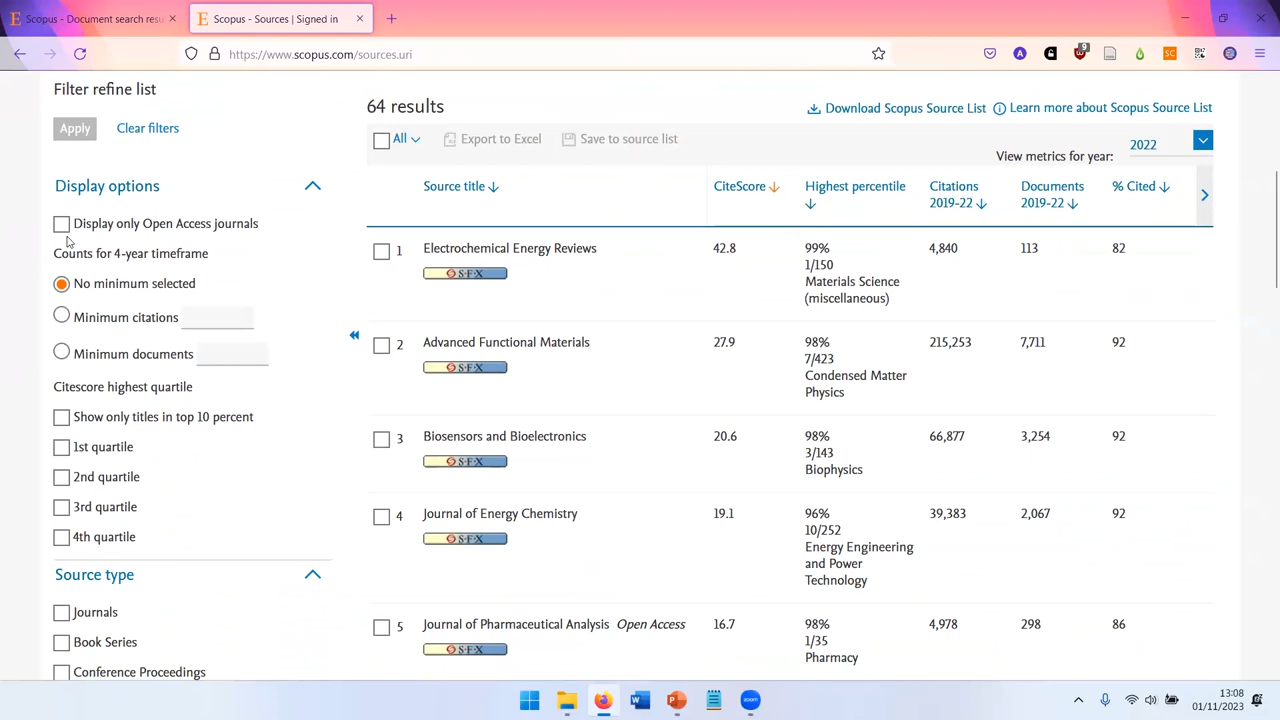 Scopus - Document search resu
Scopus - Sources | Signed in
https://www.scopus.com/sources.uri
9
A
SC
Filter refine list
Apply
Clear filters
Display options
Display only Open Access journals
Counts for 4-year timeframe
No minimum selected
Minimum citations
Minimum documents
Citescore highest quartile
Show only titles in top 10 percent
1st quartile
2nd quartile
3rd quartile
4th quartile
Source type
Journals
Book Series
Conference Proceedings
64 results
Download Scopus Source List
Learn more about Scopus Source List
All
Export to Excel
Save to source list
View metrics for year:
2022
Source title
CiteScore
Highest percentile
Citations 2019-22
Documents 2019-22
% Cited
1 Electrochemical Energy Reviews 42.8 99% 4,840 113 82
1/150
Materials Science
(miscellaneous)
S·F·X
2 Advanced Functional Materials 27.9 98% 215,253 7,711 92
7/423
Condensed Matter
Physics
S·F·X
3 Biosensors and Bioelectronics 20.6 98% 66,877 3,254 92
3/143
Biophysics
S·F·X
4 Journal of Energy Chemistry 19.1 96% 39,383 2,067 92
10/252
Energy Engineering
and Power
Technology
S·F·X
5 Journal of Pharmaceutical Analysis Open Access 16.7 98% 4,978 298 86
1/35
Pharmacy
S·F·X
zoom
13:08
01/11/2023